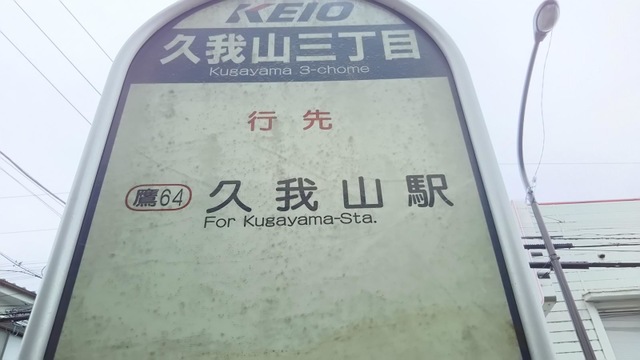 KEIO
久我山三丁目
Kugayama 3-chome
行先
鷹64 久我山駅
For Kugayama-Sta.